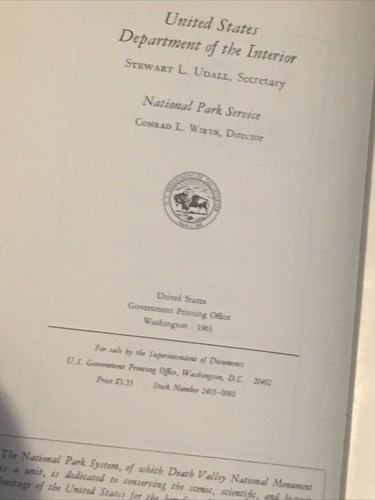 United States
Department of the Interior
STEWART L. UDALL, Secretary
National Park Service
CONRAD L. WIRTH, Director
United States
Government Printing Office
Washington : 1961
For sale by the Superintendent of Documents
U.S. Government Printing Office, Washington, D.C. 20402
Price $3.35 Stock Number 2405-0080
The National Park System, of which Death Valley National Monument
is a unit, is dedicated to conserving the scenic, scientific, and
heritage of the United States for the